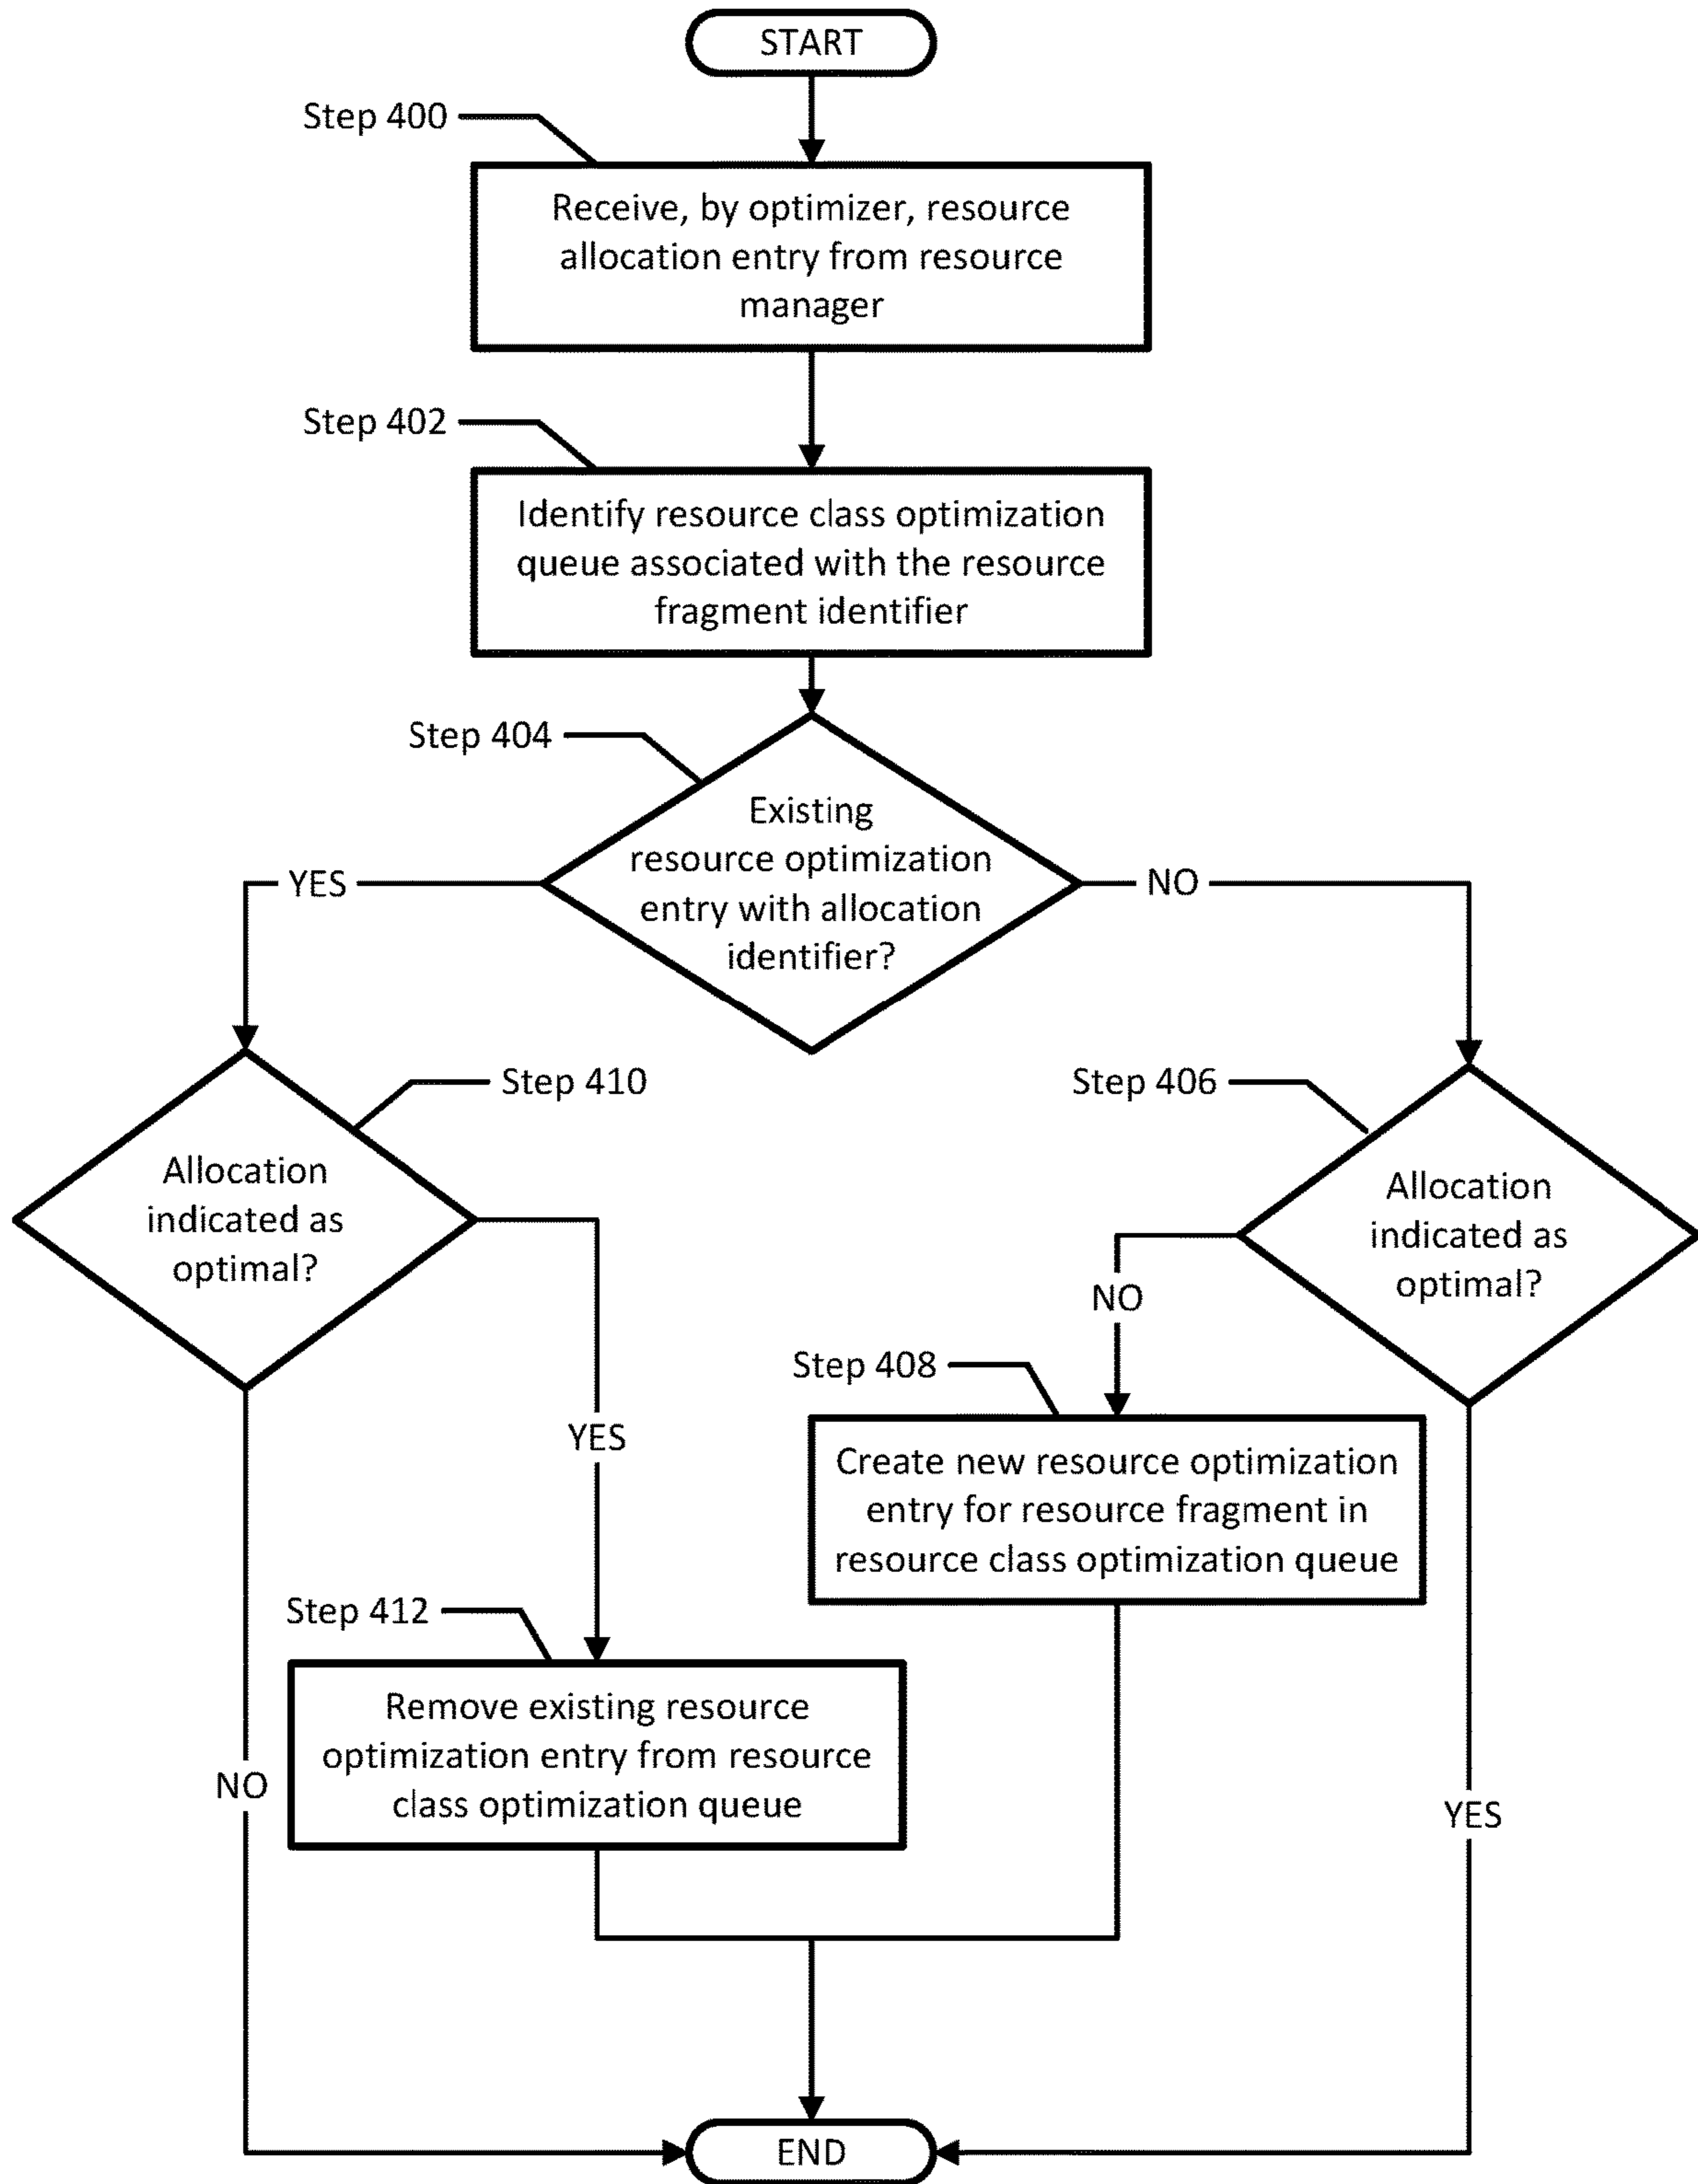 START
Step 400
Receive, by optimizer, resource
allocation entry from resource
manager
Step 402
Identify resource class optimization
queue associated with the resource
fragment identifier
Step 404
Existing
resource optimization
entry with allocation
identifier?
YES
NO
Step 410
Step 406
Allocation
indicated as
optimal?
Allocation
indicated as
optimal?
NO
Step 408
YES
Create new resource optimization
entry for resource fragment in
resource class optimization queue
Step 412
Remove existing resource
optimization entry from resource
class optimization queue
NO
YES
END